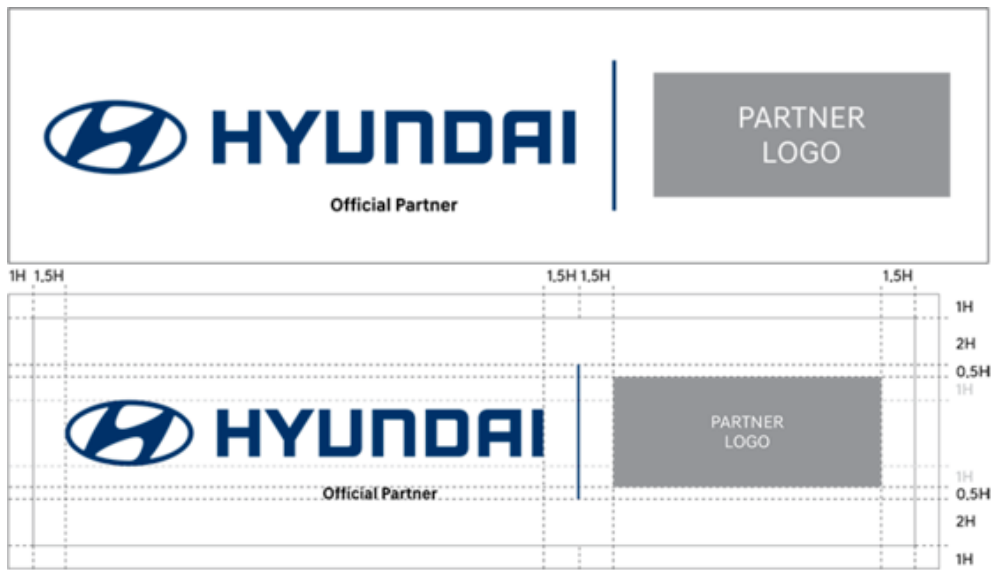 HYUNDAI
PARTNER
LOGO
Official Partner
1H 1.5H 1.5H 1.5H 1.5H
1H
2H
0.5H
1H
HYUNDAI
PARTNER
LOGO
1H
Official Partner
0.5H
2H
1H